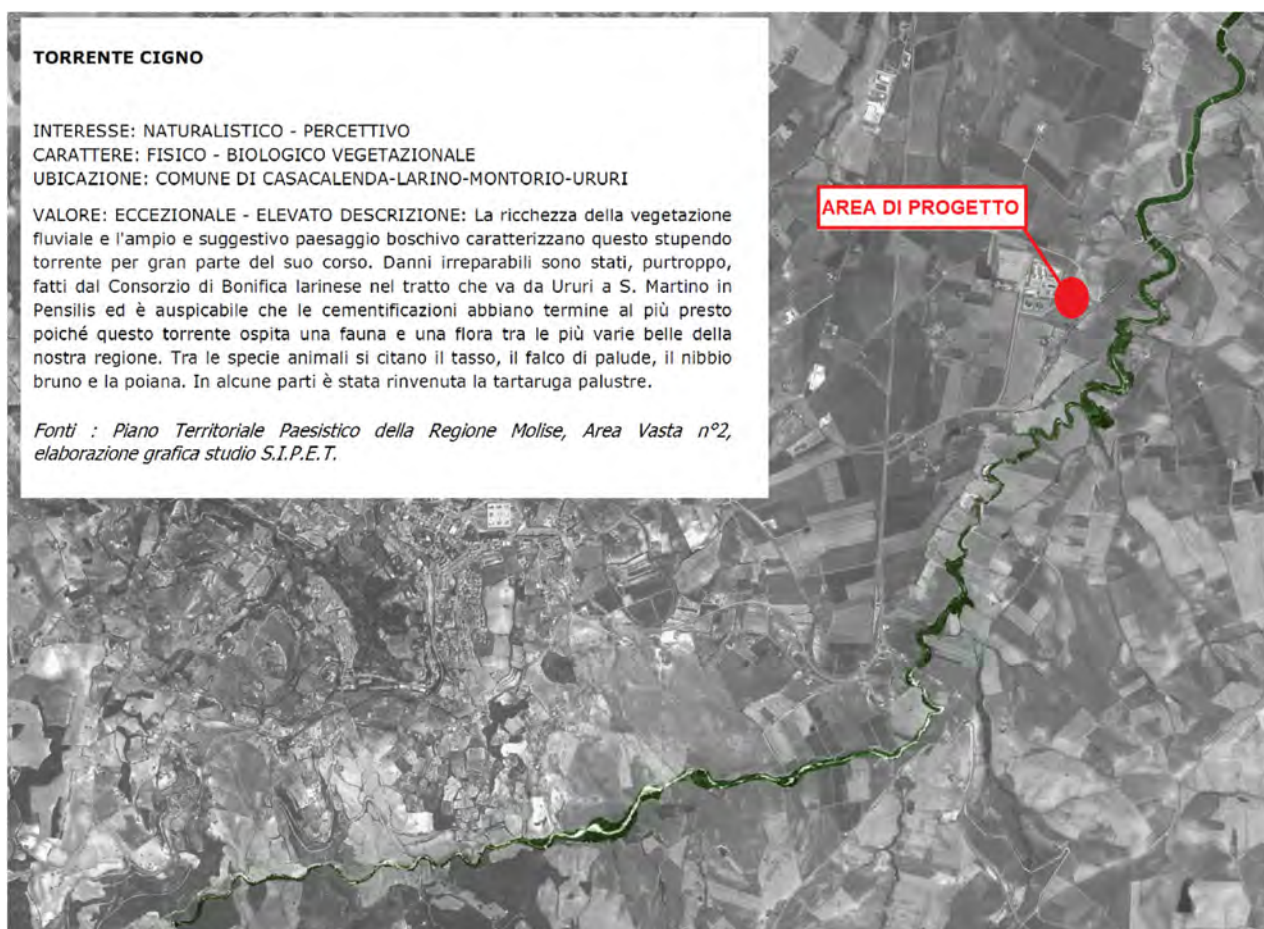 TORRENTE CIGNO
INTERESSE: NATURALISTICO - PERCETTIVO
CARATTERE: FISICO - BIOLOGICO VEGETAZIONALE
UBICAZIONE: COMUNE DI CASACALENDA-LARINO-MONTORIO-URURI
VALORE: ECCEZIONALE - ELEVATO DESCRIZIONE: La ricchezza della vegetazione
fluviale e l'ampio e suggestivo paesaggio boschivo caratterizzano questo stupendo
torrente per gran parte del suo corso. Danni irreparabili sono stati, purtroppo,
fatti dal Consorzio di Bonifica larinese nel tratto che va da Ururi a S. Martino in
Pensilis ed è auspicabile che le cementificazioni abbiano termine al più presto
poiché questo torrente ospita una fauna e una flora tra le più varie belle della
nostra regione. Tra le specie animali si citano il tasso, il falco di palude, il nibbio
bruno e la poiana. In alcune parti è stata rinvenuta la tartaruga palustre.
Fonti : Piano Territoriale Paesistico della Regione Molise, Area Vasta n°2,
elaborazione grafica studio S.I.P.E.T.
AREA DI PROGETTO